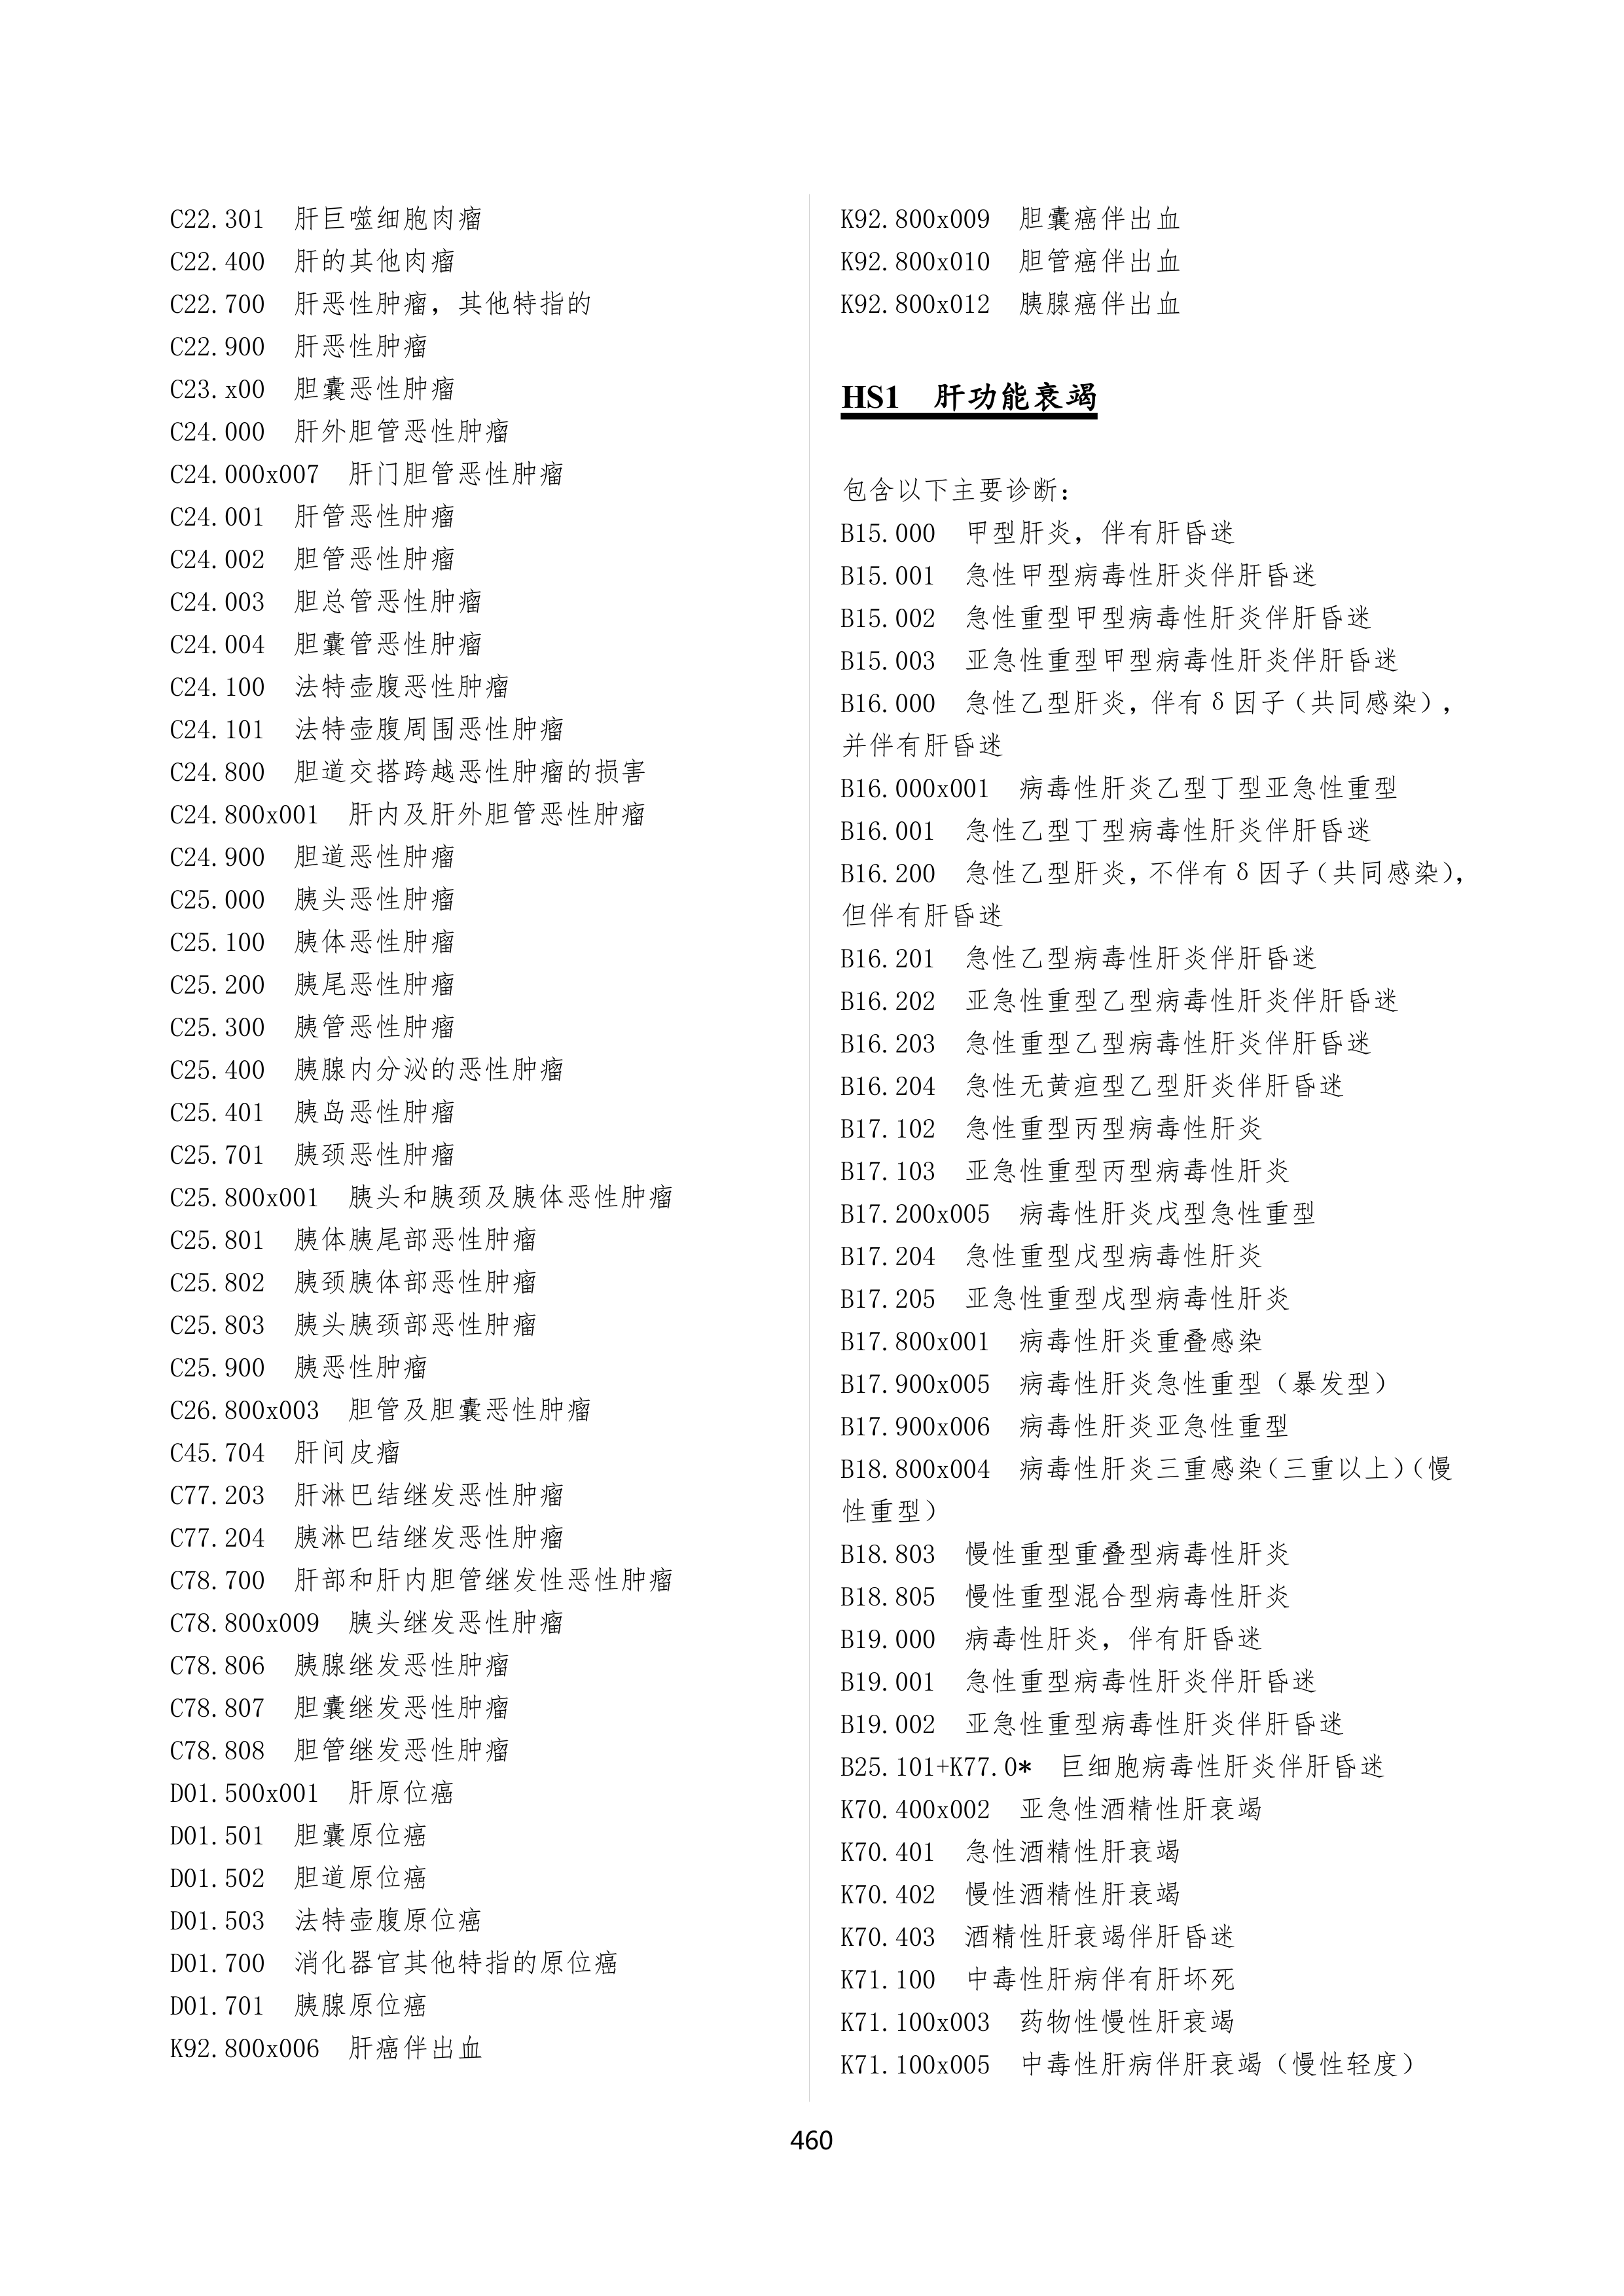 C22.301 肝巨噬细胞肉瘤
C22.400 肝的其他肉瘤
C22.700 肝恶性肿瘤，其他特指的
C22.900 肝恶性肿瘤
C23.x00 胆囊恶性肿瘤
C24.000 肝外胆管恶性肿瘤
C24.000x007 肝门胆管恶性肿瘤
C24.001 肝管恶性肿瘤
C24.002 胆管恶性肿瘤
C24.003 胆总管恶性肿瘤
C24.004 胆囊管恶性肿瘤
C24.100 法特壶腹恶性肿瘤
C24.101 法特壶腹周围恶性肿瘤
C24.800 胆道交搭跨越恶性肿瘤的损害
C24.800x001 肝内及肝外胆管恶性肿瘤
C24.900 胆道恶性肿瘤
C25.000 胰头恶性肿瘤
C25.100 胰体恶性肿瘤
C25.200 胰尾恶性肿瘤
C25.300 胰管恶性肿瘤
C25.400 胰腺内分泌的恶性肿瘤
C25.401 胰岛恶性肿瘤
C25.701 胰颈恶性肿瘤
C25.800x001 胰头和胰颈及胰体恶性肿瘤
C25.801 胰体胰尾部恶性肿瘤
C25.802 胰颈胰体部恶性肿瘤
C25.803 胰头胰颈部恶性肿瘤
C25.900 胰恶性肿瘤
C26.800x003 胆管及胆囊恶性肿瘤
C45.704 肝间皮瘤
C77.203 肝淋巴结继发恶性肿瘤
C77.204 胰淋巴结继发恶性肿瘤
C78.700 肝部和肝内胆管继发性恶性肿瘤
C78.800x009 胰头继发恶性肿瘤
C78.806 胰腺继发恶性肿瘤
C78.807 胆囊继发恶性肿瘤
C78.808 胆管继发恶性肿瘤
D01.500x001 肝原位癌
D01.501 胆囊原位癌
D01.502 胆道原位癌
D01.503 法特壶腹原位癌
D01.700 消化器官其他特指的原位癌
D01.701 胰腺原位癌
K92.800x006 肝癌伴出血
K92.800x009 胆囊癌伴出血
K92.800x010 胆管癌伴出血
K92.800x012 胰腺癌伴出血
HS1 肝功能衰竭
包含以下主要诊断：
B15.000 甲型肝炎，伴有肝昏迷
B15.001 急性甲型病毒性肝炎伴肝昏迷
B15.002 急性重型甲型病毒性肝炎伴肝昏迷
B15.003 亚急性重型甲型病毒性肝炎伴肝昏迷
B16.000 急性乙型肝炎，伴有δ因子（共同感染），
并伴有肝昏迷
B16.000x001 病毒性肝炎乙型丁型亚急性重型
B16.001 急性乙型丁型病毒性肝炎伴肝昏迷
B16.200 急性乙型肝炎，不伴有δ因子（共同感染），
但伴有肝昏迷
B16.201 急性乙型病毒性肝炎伴肝昏迷
B16.202 亚急性重型乙型病毒性肝炎伴肝昏迷
B16.203 急性重型乙型病毒性肝炎伴肝昏迷
B16.204 急性无黄疸型乙型肝炎伴肝昏迷
B17.102 急性重型丙型病毒性肝炎
B17.103 亚急性重型丙型病毒性肝炎
B17.200x005 病毒性肝炎戊型急性重型
B17.204 急性重型戊型病毒性肝炎
B17.205 亚急性重型戊型病毒性肝炎
B17.800x001 病毒性肝炎重叠感染
B17.900x005 病毒性肝炎急性重型（暴发型）
B17.900x006 病毒性肝炎亚急性重型
B18.800x004 病毒性肝炎三重感染（三重以上）（慢
性重型）
B18.803 慢性重型重叠型病毒性肝炎
B18.805 慢性重型混合型病毒性肝炎
B19.000 病毒性肝炎，伴有肝昏迷
B19.001 急性重型病毒性肝炎伴肝昏迷
B19.002 亚急性重型病毒性肝炎伴肝昏迷
B25.101+K77.0* 巨细胞病毒性肝炎伴肝昏迷
K70.400x002 亚急性酒精性肝衰竭
K70.401 急性酒精性肝衰竭
K70.402 慢性酒精性肝衰竭
K70.403 酒精性肝衰竭伴肝昏迷
K71.100 中毒性肝病伴有肝坏死
K71.100x003 药物性慢性肝衰竭
K71.100x005 中毒性肝病伴肝衰竭（慢性轻度）
460